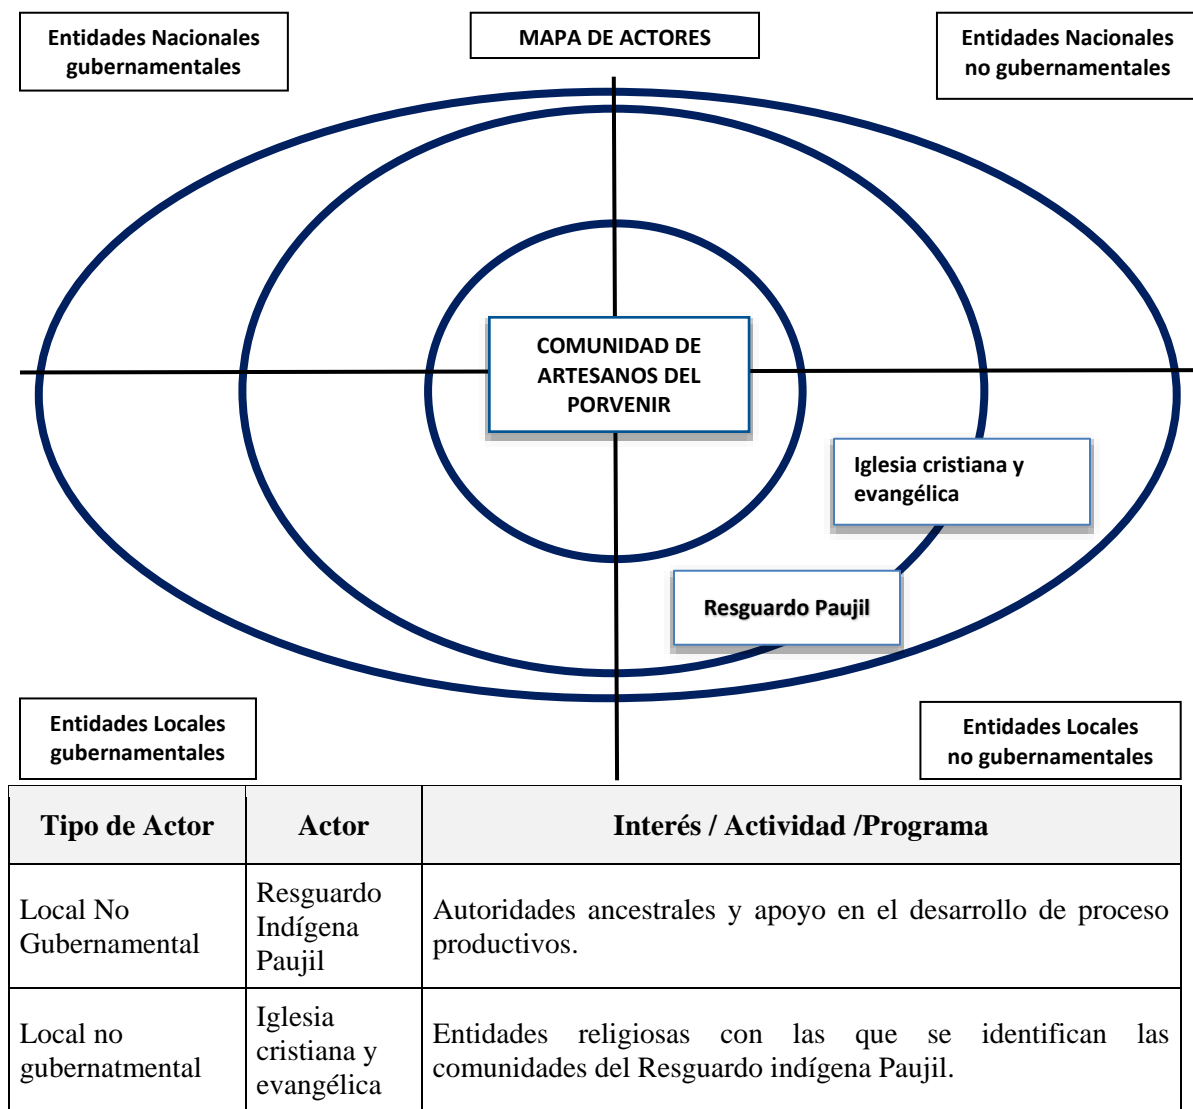 Entidades Nacionales
gubernamentales
MAPA DE ACTORES
Entidades Nacionales
no gubernamentales
COMUNIDAD DE
ARTESANOS DEL
PORVENIR
Iglesia cristiana y
evangélica
Resguardo Paujil
Entidades Locales
gubernamentales
Entidades Locales
no gubernamentales
Tipo de Actor
Actor
Interés / Actividad /Programa
Local No
Gubernamental
Resguardo
Indígena
Paujil
Autoridades ancestrales y apoyo en el desarrollo de proceso
productivos.
Local no
gubernatmental
Iglesia
cristiana y
evangélica
Entidades religiosas con las que se identifican las
comunidades del Resguardo indígena Paujil.